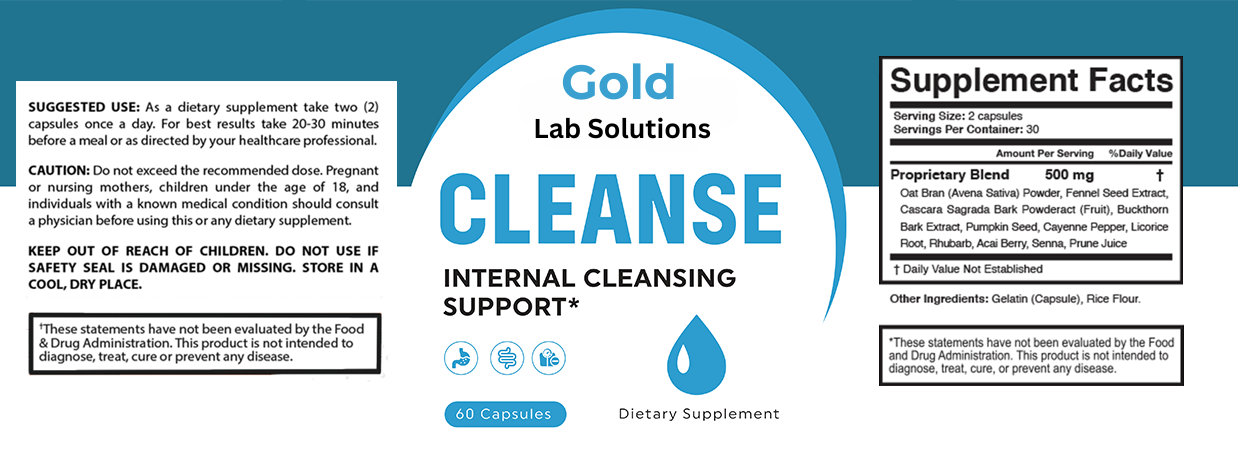 SUGGESTED USE: As a dietary supplement take two (2)
capsules once a day. For best results take 20-30 minutes
before a meal or as directed by your healthcare professional.
CAUTION: Do not exceed the recommended dose. Pregnant
or nursing mothers, children under the age of 18, and
individuals with a known medical condition should consult
a physician before using this or any dietary supplement.
KEEP OUT OF REACH OF CHILDREN. DO NOT USE IF
SAFETY SEAL IS DAMAGED OR MISSING. STORE IN A
COOL, DRY PLACE.
†These statements have not been evaluated by the Food
& Drug Administration. This product is not intended to
diagnose, treat, cure or prevent any disease.
Gold
Lab Solutions
CLEANSE
INTERNAL CLEANSING
SUPPORT*
60 Capsules
Dietary Supplement
Supplement Facts
Serving Size: 2 capsules
Servings Per Container: 30
Amount Per Serving %Daily Value
Proprietary Blend 500 mg †
Oat Bran (Avena Sativa) Powder, Fennel Seed Extract,
Cascara Sagrada Bark Powderact (Fruit), Buckthorn
Bark Extract, Pumpkin Seed, Cayenne Pepper, Licorice
Root, Rhubarb, Acai Berry, Senna, Prune Juice
† Daily Value Not Established
Other Ingredients: Gelatin (Capsule), Rice Flour.
*These statements have not been evaluated by the Food
and Drug Administration. This product is not intended to
diagnose, treat, cure, or prevent any disease.